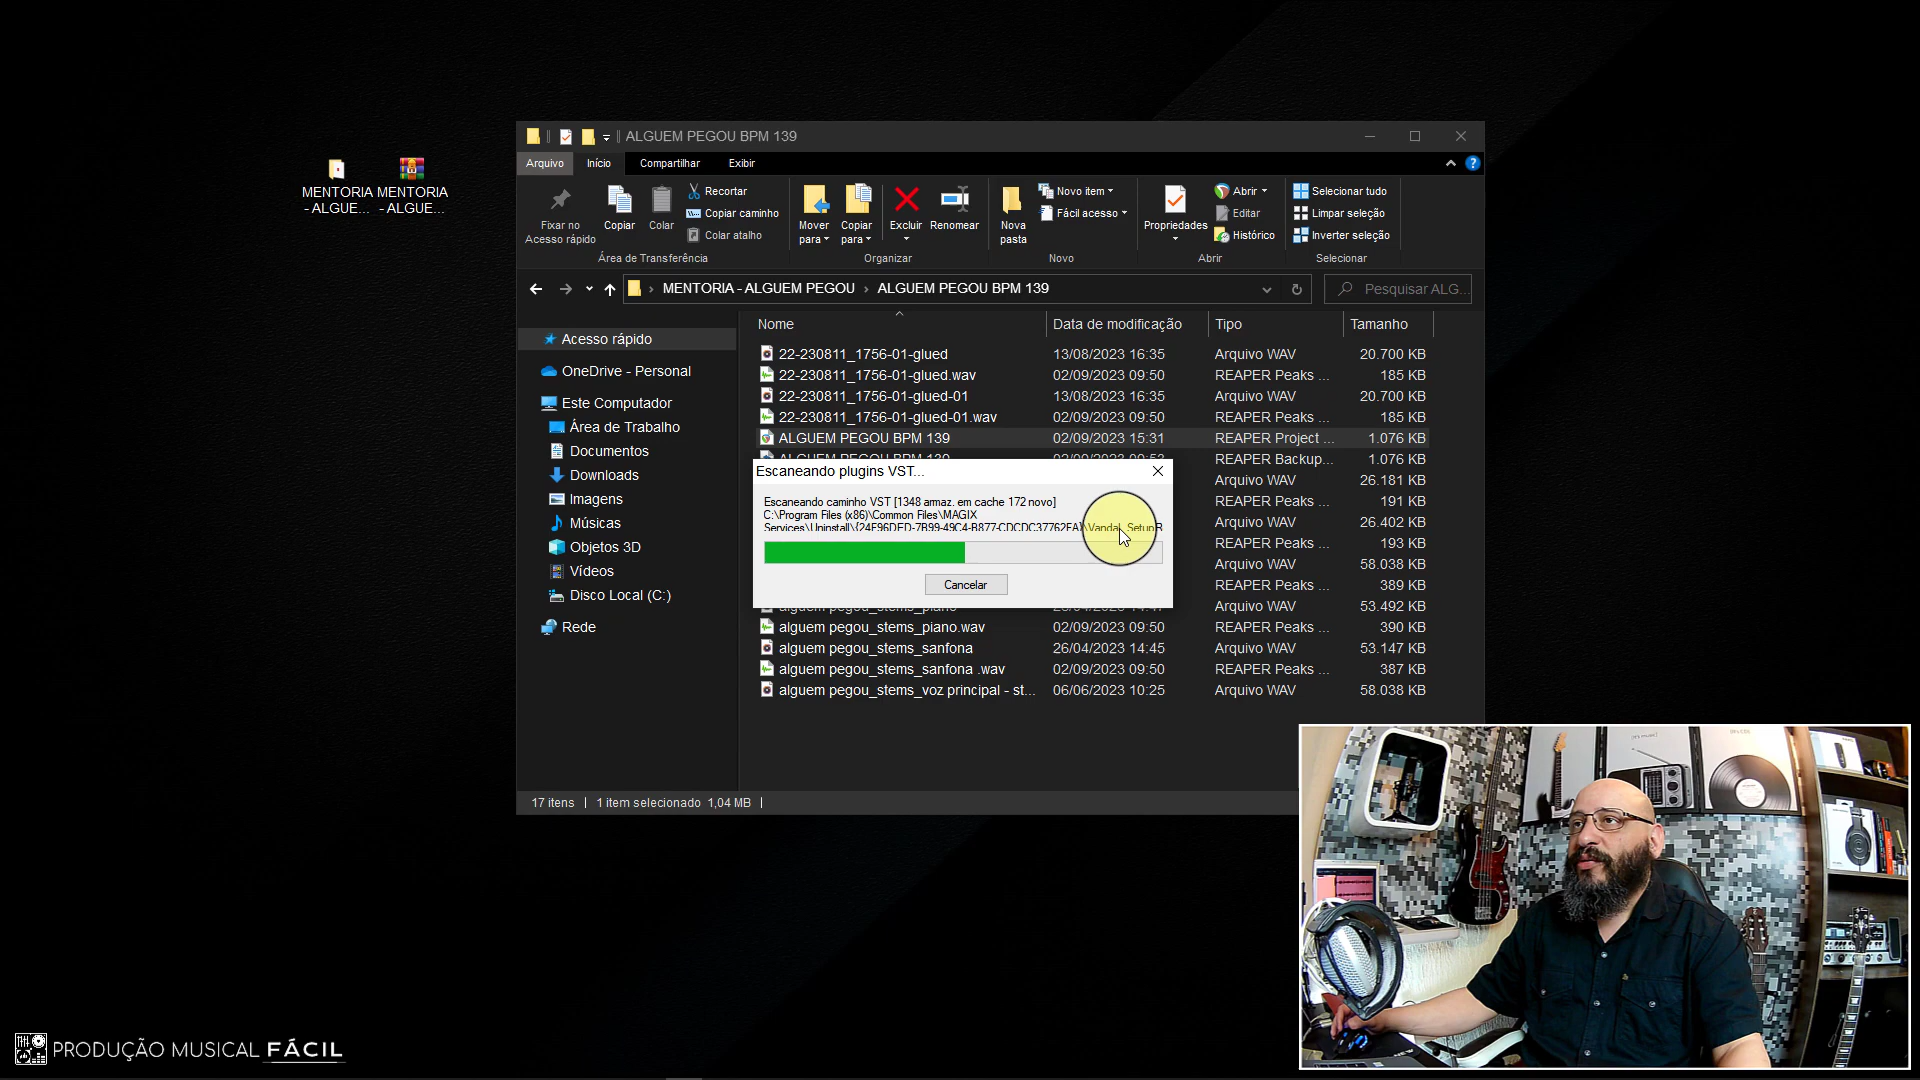 ALGUEM PEGOU BPM 139
Arquivo Início Compartilhar Exibir
MENTORIA - ALGUE... MENTORIA - ALGUE...
Fixar no Acesso rápido
Copiar
Colar
Recortar
Copiar caminho
Colar atalho
Mover para
Copiar para
Excluir
Renomear
Nova pasta
Novo item
Fácil acesso
Propriedades
Abrir
Editar
Histórico
Selecionar tudo
Limpar seleção
Inverter seleção
Área de Transferência Organizar Novo Abrir Selecionar
MENTORIA - ALGUEM PEGOU › ALGUEM PEGOU BPM 139 Pesquisar ALG...
Acesso rápido
OneDrive - Personal
Este Computador
Área de Trabalho
Documentos
Downloads
Imagens
Músicas
Objetos 3D
Vídeos
Disco Local (C:)
Rede
Nome Data de modificação Tipo Tamanho
22-230811_1756-01-glued 13/08/2023 16:35 Arquivo WAV 20.700 KB
22-230811_1756-01-glued.wav 02/09/2023 09:50 REAPER Peaks ... 185 KB
22-230811_1756-01-glued-01 13/08/2023 16:35 Arquivo WAV 20.700 KB
22-230811_1756-01-glued-01.wav 02/09/2023 09:50 REAPER Peaks ... 185 KB
ALGUEM PEGOU BPM 139 02/09/2023 15:31 REAPER Project ... 1.076 KB
REAPER Backup... 1.076 KB
Escaneando plugins VST...
Escaneando caminho VST [1348 armaz. em cache 172 novo]
C:\Program Files (x86)\Common Files\MAGIX
Services\Uninstall\{24F96DFD-7B99-49C4-B877-CDCDC37762FA}\Vandal_Setup
Cancelar
Arquivo WAV 26.181 KB
REAPER Peaks ... 191 KB
Arquivo WAV 26.402 KB
REAPER Peaks ... 193 KB
Arquivo WAV 58.038 KB
REAPER Peaks ... 389 KB
alguem pegou_stems_piano Arquivo WAV 53.492 KB
alguem pegou_stems_piano.wav 02/09/2023 09:50 REAPER Peaks ... 390 KB
alguem pegou_stems_sanfona 26/04/2023 14:45 Arquivo WAV 53.147 KB
alguem pegou_stems_sanfona .wav 02/09/2023 09:50 REAPER Peaks ... 387 KB
alguem pegou_stems_voz principal - st... 06/06/2023 10:25 Arquivo WAV 58.038 KB
17 itens 1 item selecionado 1,04 MB
PRODUÇÃO MUSICAL FÁCIL